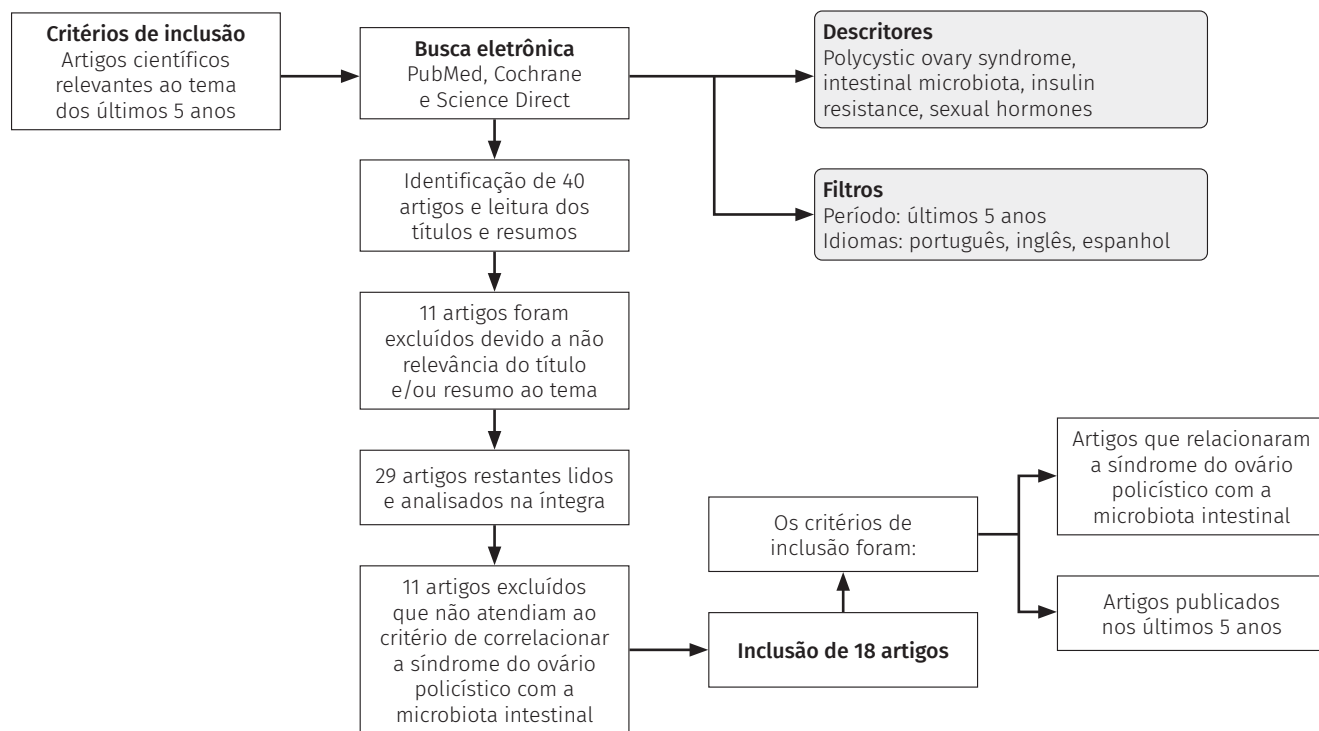 Critérios de inclusão
Artigos científicos
relevantes ao tema
dos últimos 5 anos
Busca eletrônica
PubMed, Cochrane
e Science Direct
Descritores
Polycystic ovary syndrome,
intestinal microbiota, insulin
resistance, sexual hormones
Filtros
Período: últimos 5 anos
Idiomas: português, inglês, espanhol
Identificação de 40
artigos e leitura dos
títulos e resumos
11 artigos foram
excluídos devido a não
relevância do título
e/ou resumo ao tema
29 artigos restantes lidos
e analisados na íntegra
11 artigos excluídos
que não atendiam ao
critério de correlacionar
a síndrome do ovário
policístico com a
microbiota intestinal
Inclusão de 18 artigos
Os critérios de
inclusão foram:
Artigos que relacionaram
a síndrome do ovário
policístico com a
microbiota intestinal
Artigos publicados
nos últimos 5 anos